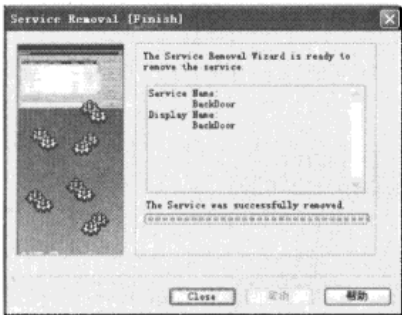 Service Removal [Finish]
The Service Removal Wizard is ready to
remove the service.
Service Name:
BackDoor
Display Name:
BackDoor
The Service was successfully removed.
Close
帮助